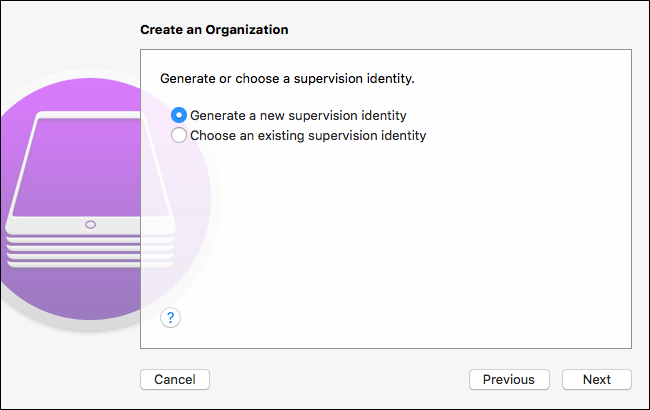 Create an Organization
Generate or choose a supervision identity.
Generate a new supervision identity
Choose an existing supervision identity
?
Cancel
Previous
Next